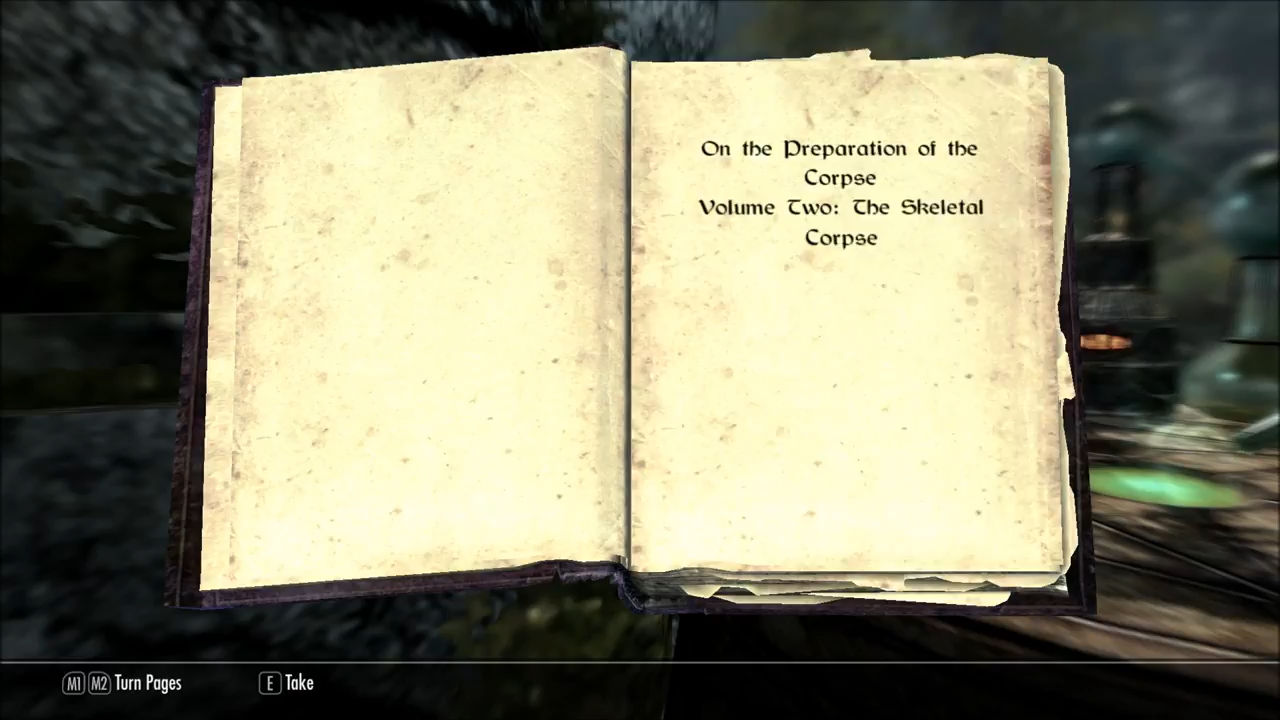 On the Preparation of the
Corpse
Volume Two: The Skeletal
Corpse
M1 M2 Turn Pages
E Take